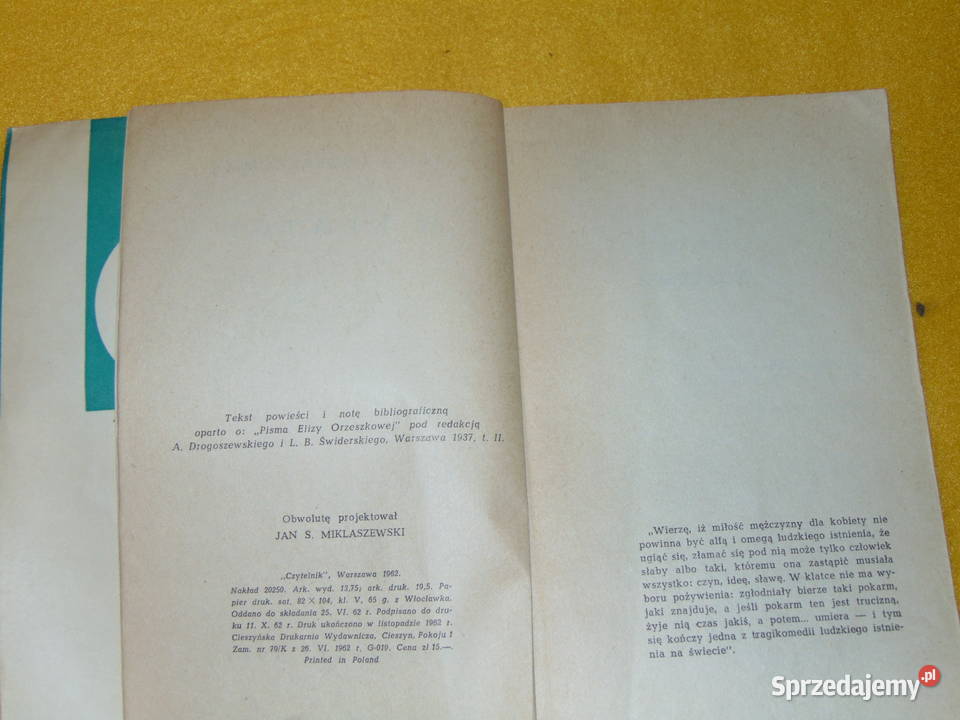 Tekst powieści i notę bibliograficzną
oparto o: „Pisma Elizy Orzeszkowej" pod redakcją
A. Drogoszewskiego i L. B. Świderskiego, Warszawa 1937, t. II.
Obwolutę projektował
JAN S. MIKLASZEWSKI
„Czytelnik", Warszawa 1962.
Nakład 20250. Ark. wyd. 13,75; ark. druk. 19,5. Pa-
pier druk. sat. 82 × 104, kl. V, 65 g. z Włocławka.
Oddano do składania 25. VI. 62 r. Podpisano do dru-
ku 11. X. 62 r. Druk ukończono w listopadzie 1962 r.
Cieszyńska Drukarnia Wydawnicza, Cieszyn, Pokoju 1
Zam. nr 79/K z 26. VI. 1962 r. G-019. Cena zł 15.—.
Printed in Poland
„Wierzę, iż miłość mężczyzny dla kobiety nie
powinna być alfą i omegą ludzkiego istnienia, że
ugiąć się, złamać się pod nią może tylko człowiek
słaby albo taki, któremu ona zastąpić musiała
wszystko: czyn, ideę, sławę. W klatce nie ma wy-
boru pożywienia: zgłodniały bierze taki pokarm,
jaki znajduje, a jeśli pokarm ten jest trucizną,
żyje nią czas jakiś, a potem... umiera — i tym
się kończy jedna z tragikomedii ludzkiego istnie-
nia na świecie".
Sprzedajemy.pl